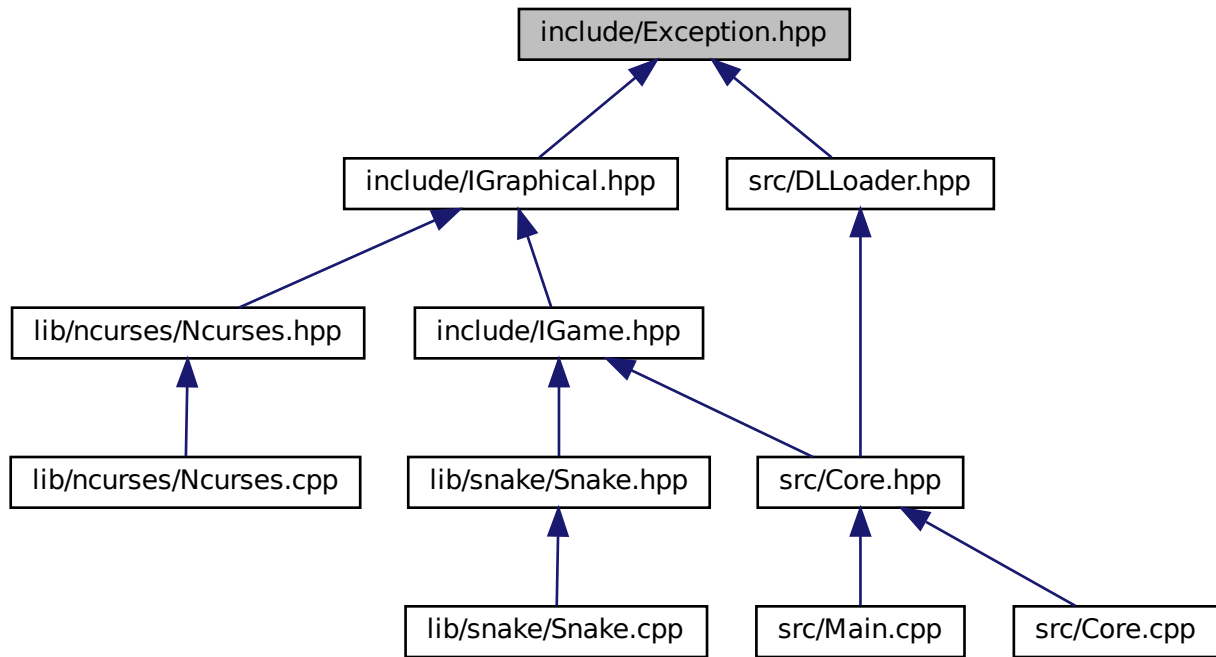 include/Exception.hpp
include/IGraphical.hpp
src/DLLoader.hpp
lib/ncurses/Ncurses.hpp
include/IGame.hpp
lib/ncurses/Ncurses.cpp
lib/snake/Snake.hpp
src/Core.hpp
lib/snake/Snake.cpp
src/Main.cpp
src/Core.cpp